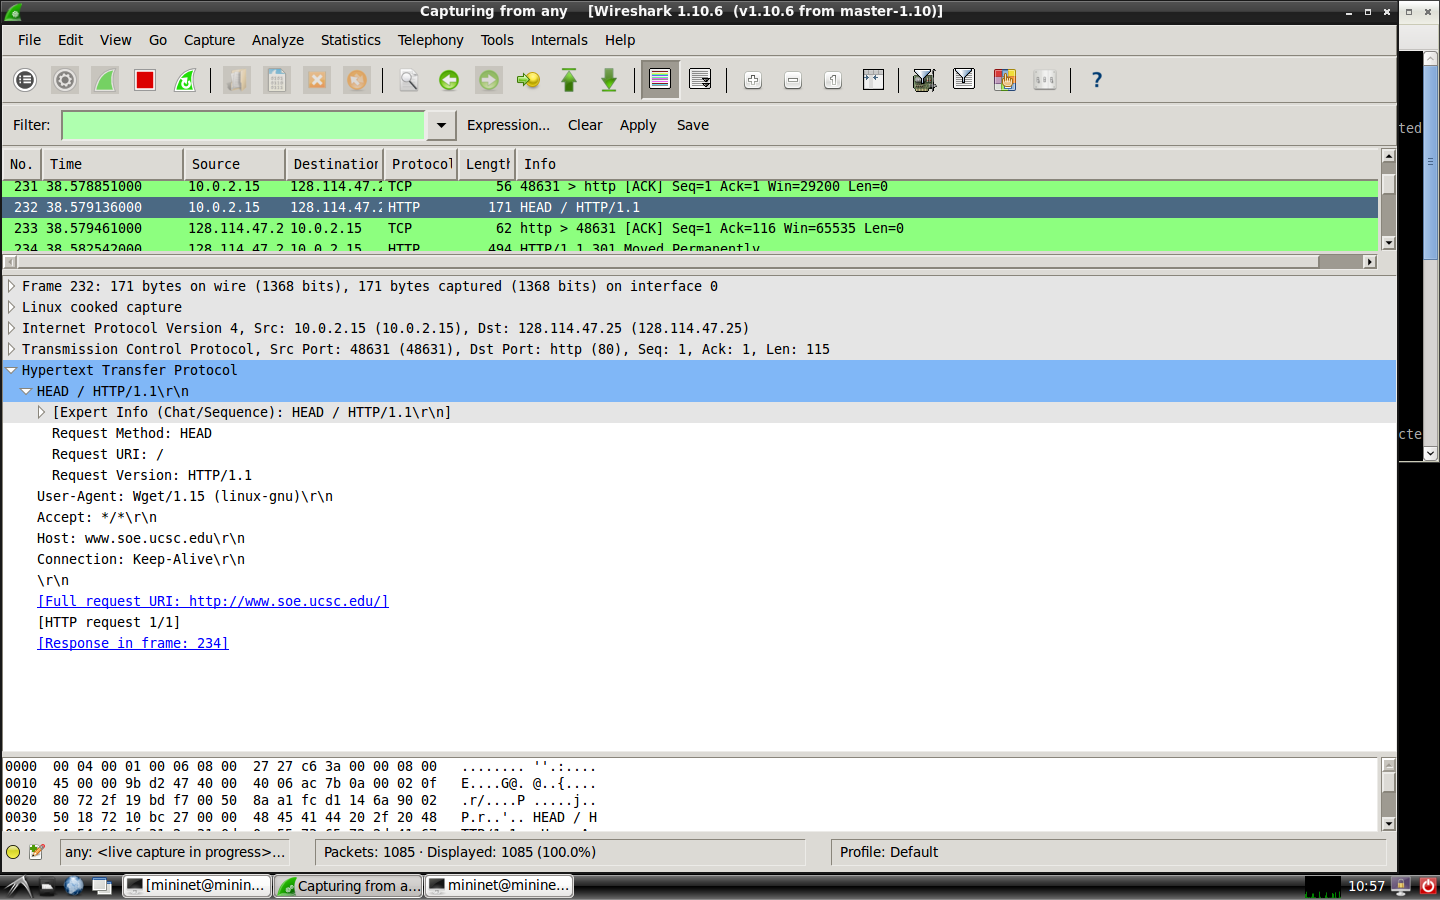 Capturing from any [Wireshark 1.10.6 (v1.10.6 from master-1.10)]
File Edit View Go Capture Analyze Statistics Telephony Tools Internals Help
Filter: Expression... Clear Apply Save
No. Time Source Destination Protocol Length Info
231 38.578851000 10.0.2.15 128.114.47.2 TCP 56 48631 > http [ACK] Seq=1 Ack=1 Win=29200 Len=0
232 38.579136000 10.0.2.15 128.114.47.2 HTTP 171 HEAD / HTTP/1.1
233 38.579461000 128.114.47.2 10.0.2.15 TCP 62 http > 48631 [ACK] Seq=1 Ack=116 Win=65535 Len=0
234 38.582542000 128.114.47.2 10.0.2.15 HTTP 494 HTTP/1.1 301 Moved Permanently
Frame 232: 171 bytes on wire (1368 bits), 171 bytes captured (1368 bits) on interface 0
Linux cooked capture
Internet Protocol Version 4, Src: 10.0.2.15 (10.0.2.15), Dst: 128.114.47.25 (128.114.47.25)
Transmission Control Protocol, Src Port: 48631 (48631), Dst Port: http (80), Seq: 1, Ack: 1, Len: 115
Hypertext Transfer Protocol
HEAD / HTTP/1.1\r\n
[Expert Info (Chat/Sequence): HEAD / HTTP/1.1\r\n]
Request Method: HEAD
Request URI: /
Request Version: HTTP/1.1
User-Agent: Wget/1.15 (linux-gnu)\r\n
Accept: */*\r\n
Host: www.soe.ucsc.edu\r\n
Connection: Keep-Alive\r\n
\r\n
[Full request URI: http://www.soe.ucsc.edu/]
[HTTP request 1/1]
[Response in frame: 234]
0000 00 04 00 01 00 06 08 00 27 27 c6 3a 00 00 08 00 ........ ''.:....
0010 45 00 00 9b d2 47 40 00 40 06 ac 7b 0a 00 02 0f E....G@. @..{....
0020 80 72 2f 19 bd f7 00 50 8a a1 fc d1 14 6a 90 02 .r/....P .....j..
0030 50 18 72 10 bc 27 00 00 48 45 41 44 20 2f 20 48 P.r..'.. HEAD / H
any: <live capture in progress>... Packets: 1085 · Displayed: 1085 (100.0%) Profile: Default
[mininet@minin... Capturing from a... mininet@minine... 10:57
ted
cte